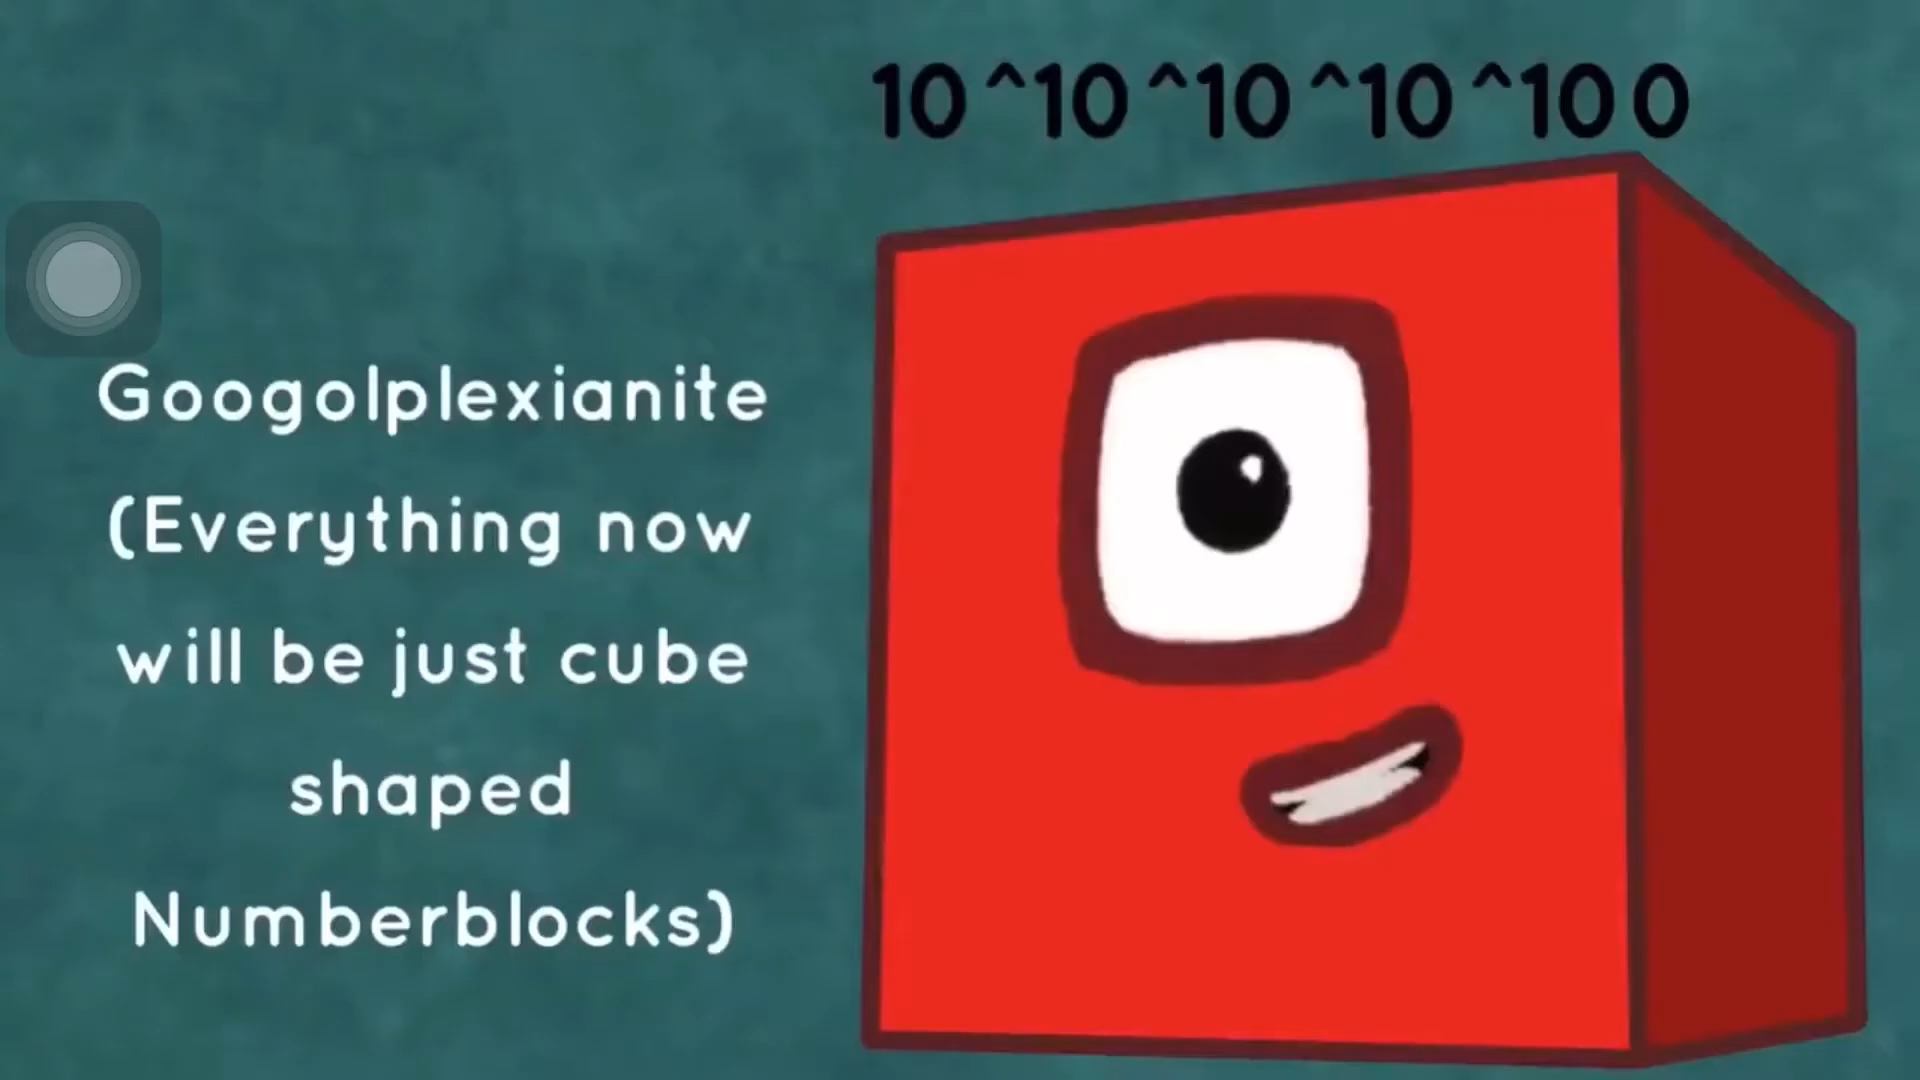 10^10^10^10^100
Googolplexianite
(Everything now
will be just cube
shaped
Numberblocks)